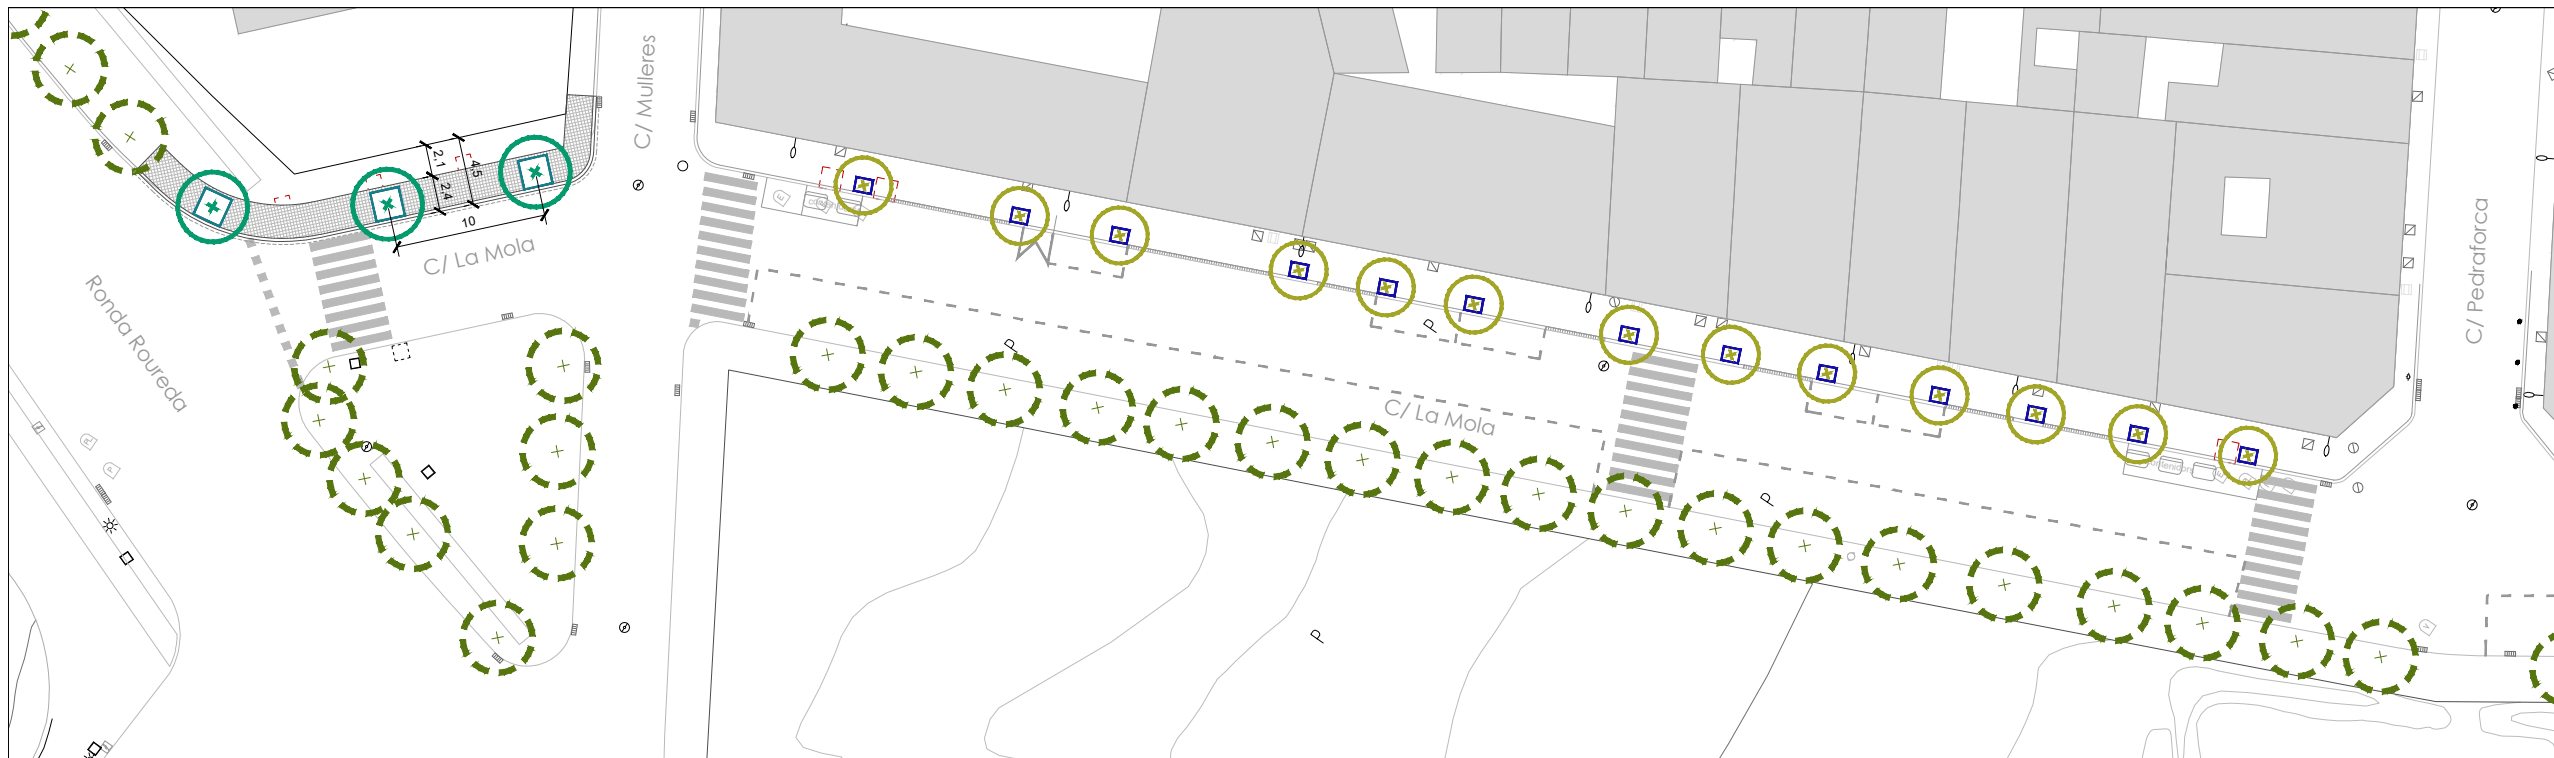 C/ Mulleres
2,1
4,5
2,4
10
C/ La Mola
Ronda Roureda
E
P
P
C/ La Mola
P
P
C/ Pedraforca
R
P
V